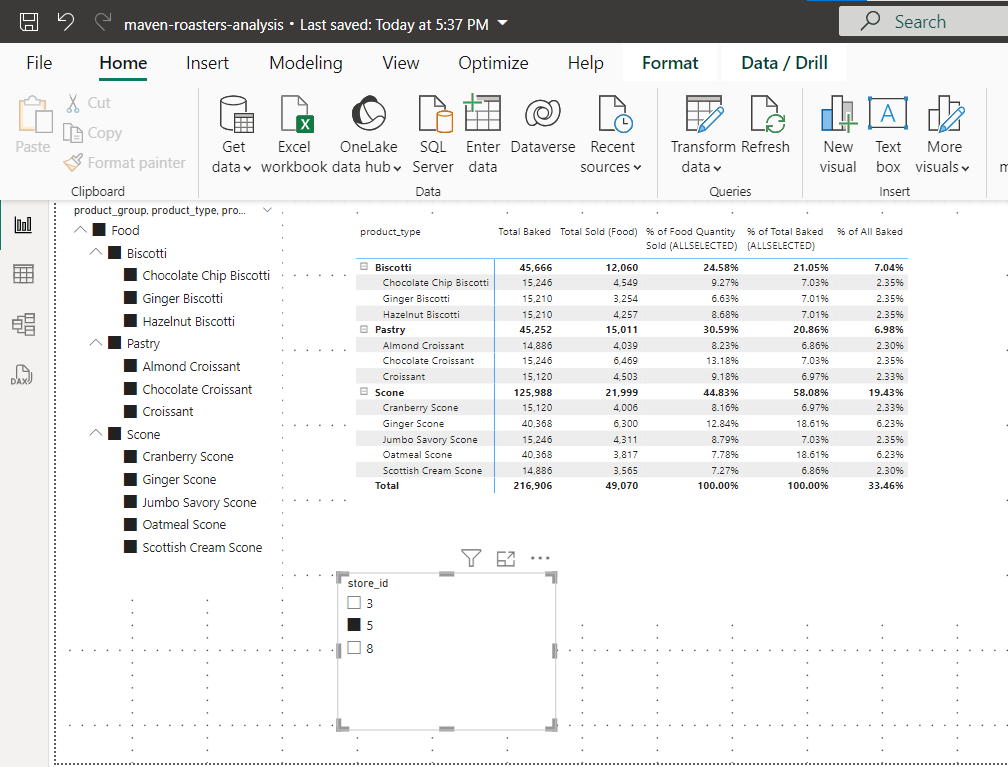 maven-roasters-analysis • Last saved: Today at 5:37 PM
Search
File Home Insert Modeling View Optimize Help Format Data / Drill
Paste
Cut
Copy
Format painter
Clipboard
Get data
Excel workbook
OneLake data hub
SQL Server
Enter data
Dataverse
Recent sources
Data
Transform data
Refresh
Queries
New visual
Text box
More visuals
Insert
DAX
product_group, product_type, pro...
Food
Biscotti
Chocolate Chip Biscotti
Ginger Biscotti
Hazelnut Biscotti
Pastry
Almond Croissant
Chocolate Croissant
Croissant
Scone
Cranberry Scone
Ginger Scone
Jumbo Savory Scone
Oatmeal Scone
Scottish Cream Scone
product_type Total Baked Total Sold (Food) % of Food Quantity Sold (ALLSELECTED) % of Total Baked (ALLSELECTED) % of All Baked
Biscotti 45,666 12,060 24.58% 21.05% 7.04%
Chocolate Chip Biscotti 15,246 4,549 9.27% 7.03% 2.35%
Ginger Biscotti 15,210 3,254 6.63% 7.01% 2.35%
Hazelnut Biscotti 15,210 4,257 8.68% 7.01% 2.35%
Pastry 45,252 15,011 30.59% 20.86% 6.98%
Almond Croissant 14,886 4,039 8.23% 6.86% 2.30%
Chocolate Croissant 15,246 6,469 13.18% 7.03% 2.35%
Croissant 15,120 4,503 9.18% 6.97% 2.33%
Scone 125,988 21,999 44.83% 58.08% 19.43%
Cranberry Scone 15,120 4,006 8.16% 6.97% 2.33%
Ginger Scone 40,368 6,300 12.84% 18.61% 6.23%
Jumbo Savory Scone 15,246 4,311 8.79% 7.03% 2.35%
Oatmeal Scone 40,368 3,817 7.78% 18.61% 6.23%
Scottish Cream Scone 14,886 3,565 7.27% 6.86% 2.30%
Total 216,906 49,070 100.00% 100.00% 33.46%
store_id
3
5
8